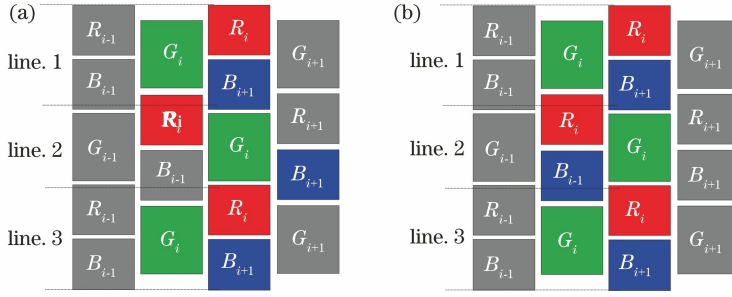 (a)
(b)
line. 1
line. 2
line. 3
R_{i-1}
B_{i-1}
G_{i-1}
R_{i-1}
B_{i-1}
G_i
R_i
B_{i-1}
G_i
R_i
B_{i+1}
G_i
R_i
B_{i+1}
G_{i+1}
R_{i+1}
B_{i+1}
G_{i+1}
line. 1
line. 2
line. 3
R_{i-1}
B_{i-1}
G_{i-1}
R_{i-1}
B_{i-1}
G_i
R_i
B_{i-1}
G_i
R_i
B_{i+1}
G_i
R_i
B_{i+1}
G_{i+1}
R_{i+1}
B_{i+1}
G_{i+1}